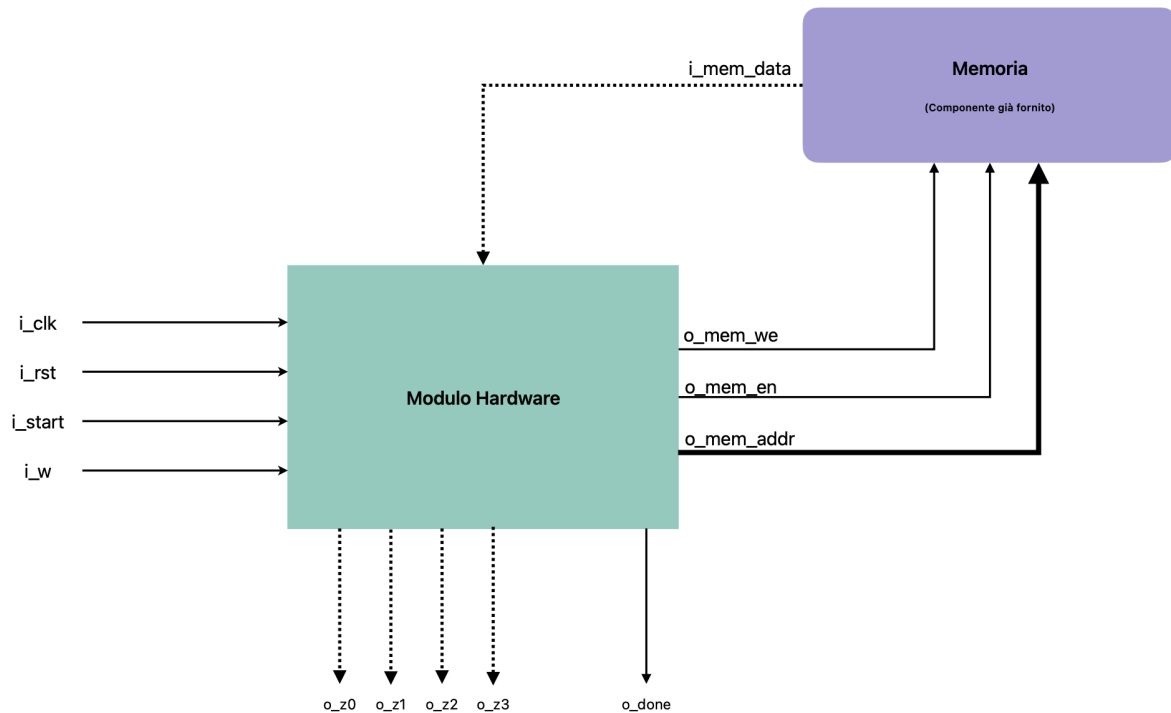 i_mem_data
Memoria
(Componente già fornito)
i_clk
i_rst
i_start
i_w
Modulo Hardware
o_mem_we
o_mem_en
o_mem_addr
o_z0
o_z1
o_z2
o_z3
o_done